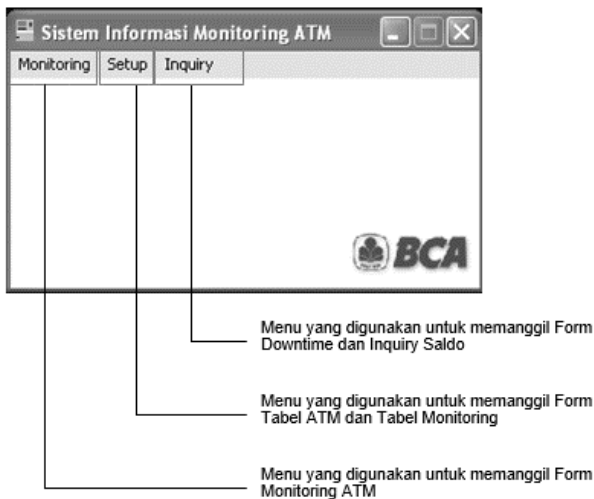 Sistem Informasi Monitoring ATM
Monitoring Setup Inquiry
BCA
Menu yang digunakan untuk memanggil Form
Downtime dan Inquiry Saldo
Menu yang digunakan untuk memanggil Form
Tabel ATM dan Tabel Monitoring
Menu yang digunakan untuk memanggil Form
Monitoring ATM